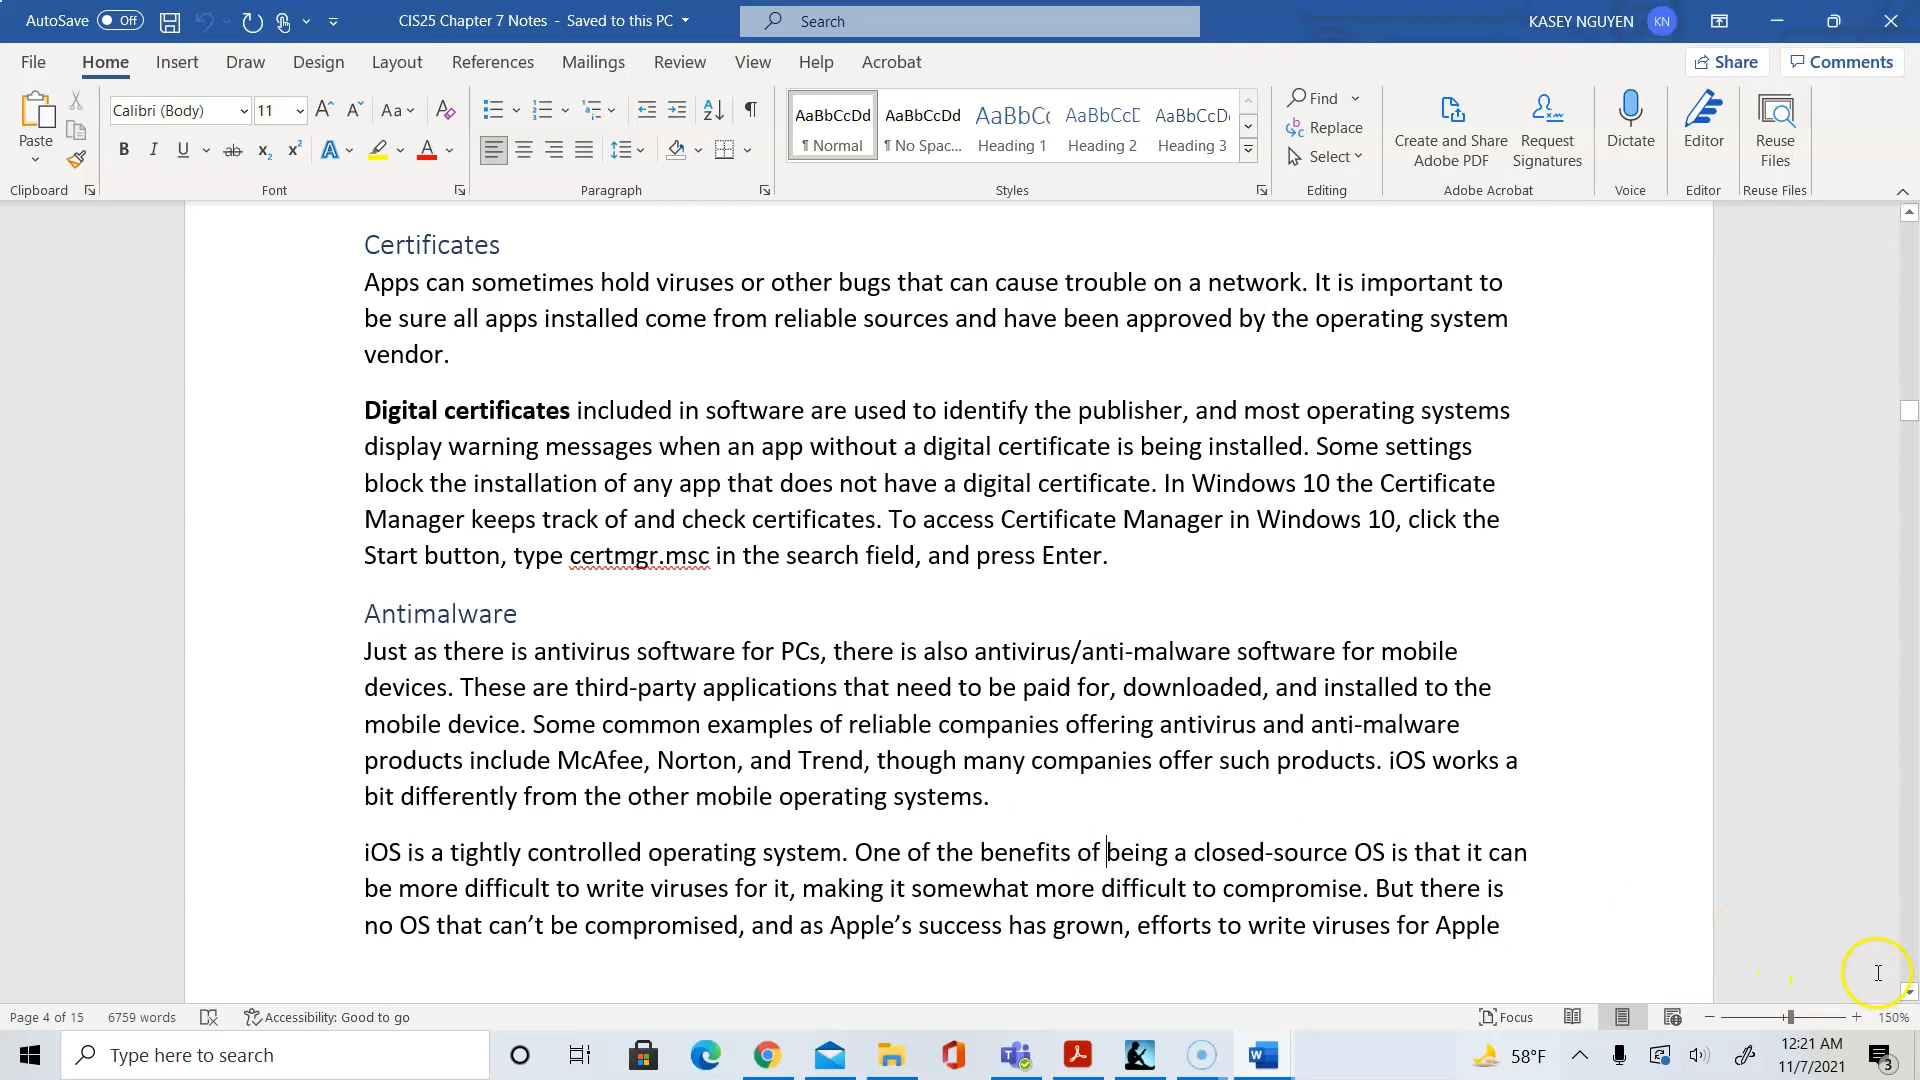 AutoSave Off CIS25 Chapter 7 Notes - Saved to this PC Search KASEY NGUYEN KN
File Home Insert Draw Design Layout References Mailings Review View Help Acrobat Share Comments
Paste
Clipboard
Calibri (Body) 11 Aa
B I U ab x₂ x² A A
Font
Paragraph
AaBbCcDd AaBbCcDd AaBbCc AaBbCcD AaBbCcD
¶ Normal ¶ No Spac... Heading 1 Heading 2 Heading 3
Styles
Find
Replace
Select
Editing
Create and Share
Adobe PDF
Request
Signatures
Adobe Acrobat
Dictate
Voice
Editor
Editor
Reuse
Files
Reuse Files
Certificates
Apps can sometimes hold viruses or other bugs that can cause trouble on a network. It is important to
be sure all apps installed come from reliable sources and have been approved by the operating system
vendor.
Digital certificates included in software are used to identify the publisher, and most operating systems
display warning messages when an app without a digital certificate is being installed. Some settings
block the installation of any app that does not have a digital certificate. In Windows 10 the Certificate
Manager keeps track of and check certificates. To access Certificate Manager in Windows 10, click the
Start button, type certmgr.msc in the search field, and press Enter.
Antimalware
Just as there is antivirus software for PCs, there is also antivirus/anti-malware software for mobile
devices. These are third-party applications that need to be paid for, downloaded, and installed to the
mobile device. Some common examples of reliable companies offering antivirus and anti-malware
products include McAfee, Norton, and Trend, though many companies offer such products. iOS works a
bit differently from the other mobile operating systems.
iOS is a tightly controlled operating system. One of the benefits of being a closed-source OS is that it can
be more difficult to write viruses for it, making it somewhat more difficult to compromise. But there is
no OS that can’t be compromised, and as Apple’s success has grown, efforts to write viruses for Apple
Page 4 of 15 6759 words Accessibility: Good to go Focus 150%
Type here to search 58°F 12:21 AM
11/7/2021 3